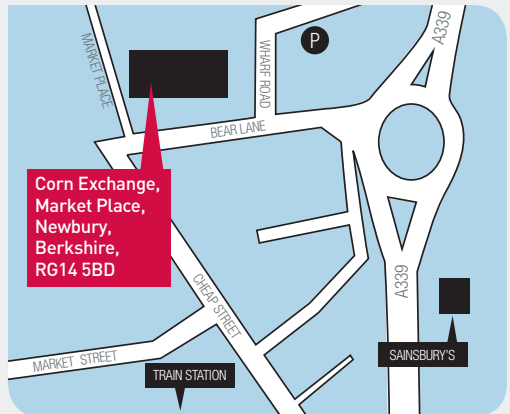 A339
MARKET PLACE
WHARF ROAD
P
BEAR LANE
Corn Exchange,
Market Place,
Newbury,
Berkshire,
RG14 5BD
A339
CHEAP STREET
MARKET STREET
SAINSBURY'S
TRAIN STATION